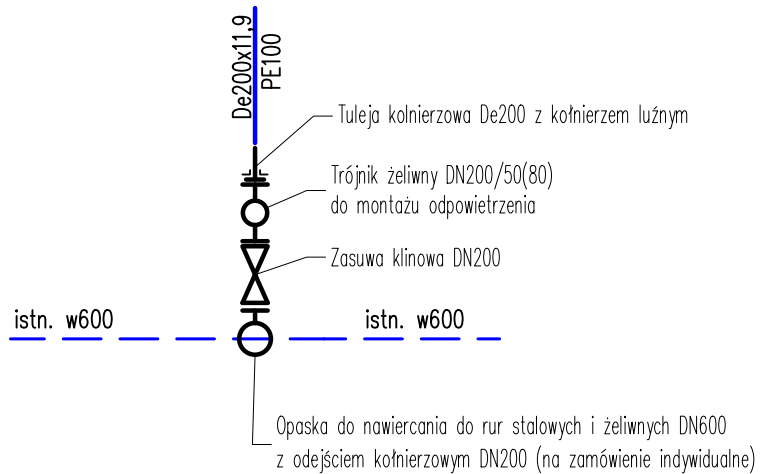 De200x11,9
PE100
Tuleja kolnierzowa De200 z kołnierzem luźnym
Trójnik żeliwny DN200/50(80)
do montażu odpowietrzenia
Zasuwa klinowa DN200
istn. w600
istn. w600
Opaska do nawiercania do rur stalowych i żeliwnych DN600
z odejściem kołnierzowym DN200 (na zamówienie indywidualne)